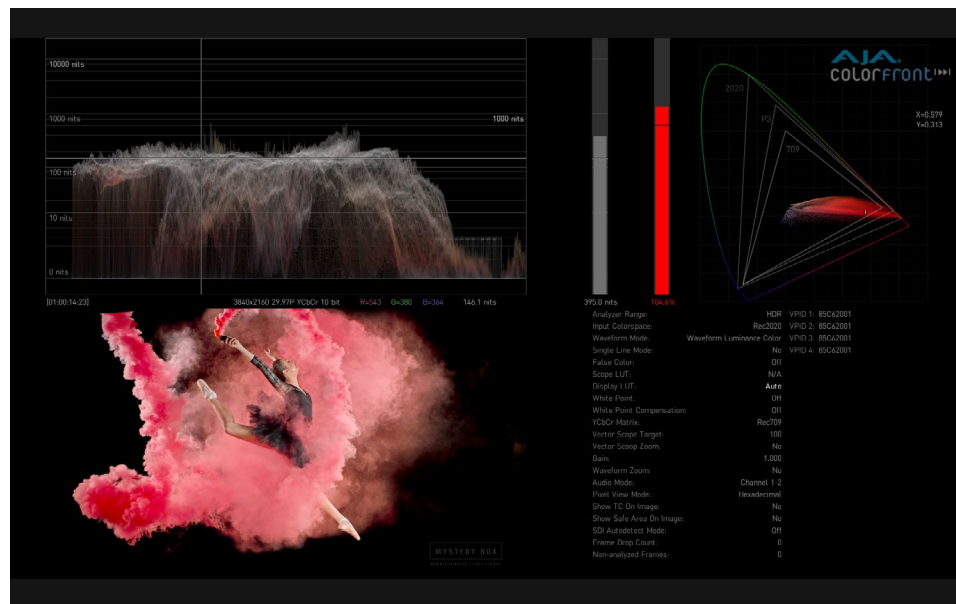 AJA
COLORFRONT
10000 nits
1000 nits
1000 nits
100 nits
10 nits
0 nits
2020
P3
709
X=0.579
Y=0.313
[01:00:14:23]
3840x2160 29.97P YCbCr 10 bit
R=543 G=380 B=364
146.1 nits
395.0 nits
104.6%
Analyzer Range: HDR VPID 1: 85C62001
Input Colorspace: Rec2020 VPID 2: 85C62001
Waveform Mode: Waveform Luminance Color VPID 3: 85C62001
Single Line Mode: No VPID 4: 85C62001
False Color: Off
Scope LUT: N/A
Display LUT: Auto
White Point: Off
White Point Compensation: Off
YCbCr Matrix: Rec709
Vector Scope Target: 100
Vector Scoop Zoom: No
Gain: 1.000
Waveform Zoom: No
Audio Mode: Channel 1-2
Pixel View Mode: Hexadecimal
Show TC On Image: No
Show Safe Area On Image: No
SDI Autodetect Mode: Off
Frame Drop Count: 0
Non-analyzed Frames: 0
MYSTERY BOX